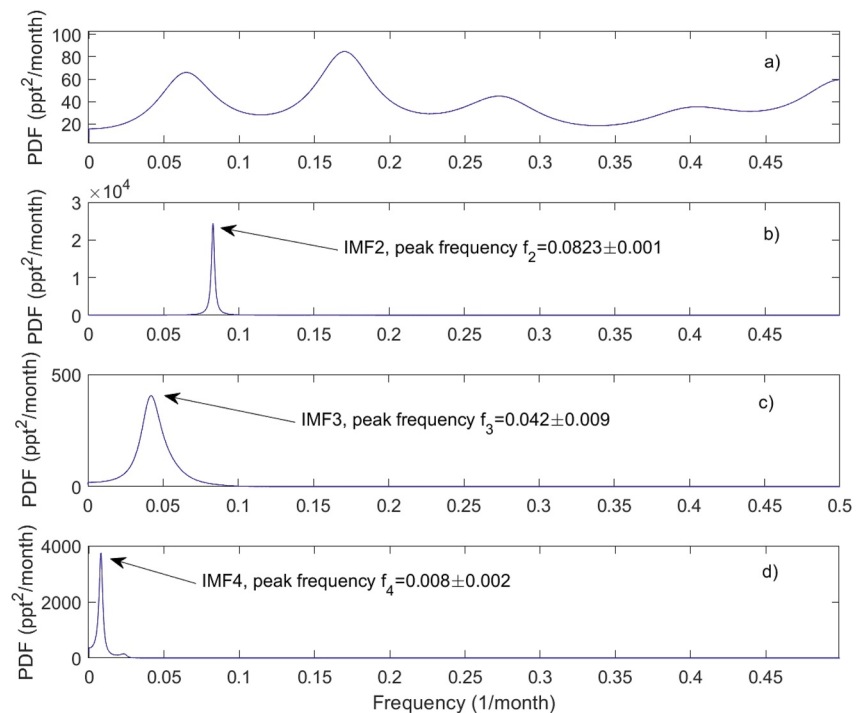 PDF (ppt²/month)
100
80
60
40
20
a)
0 0.05 0.1 0.15 0.2 0.25 0.3 0.35 0.4 0.45
PDF (ppt²/month)
×10⁴
3
2
1
0
IMF2, peak frequency f₂=0.0823±0.001
b)
0 0.05 0.1 0.15 0.2 0.25 0.3 0.35 0.4 0.45
PDF (ppt²/month)
500
0
IMF3, peak frequency f₃=0.042±0.009
c)
0 0.05 0.1 0.15 0.2 0.25 0.3 0.35 0.4 0.45 0.5
PDF (ppt²/month)
4000
2000
0
IMF4, peak frequency f₄=0.008±0.002
d)
0 0.05 0.1 0.15 0.2 0.25 0.3 0.35 0.4 0.45
Frequency (1/month)